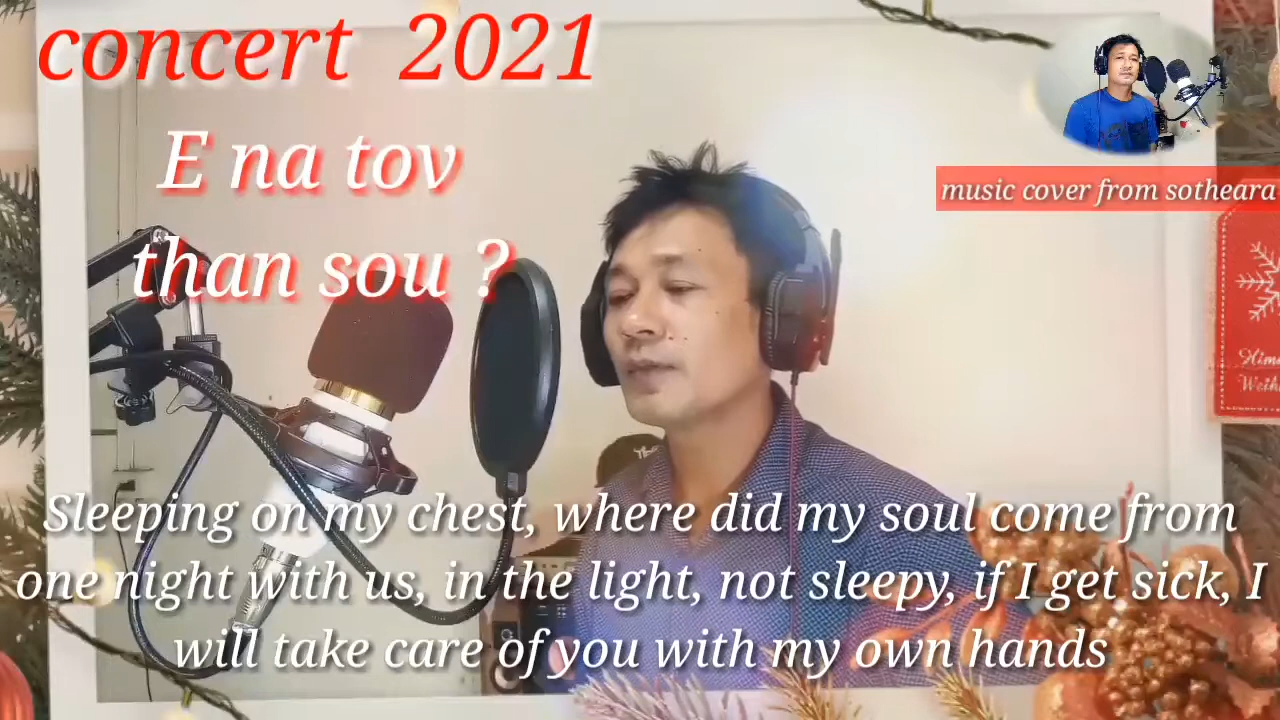 concert 2021
E na tov
than sou ?
music cover from sotheara
Sleeping on my chest, where did my soul come from
one night with us, in the light, not sleepy, if I get sick, I
will take care of you with my own hands